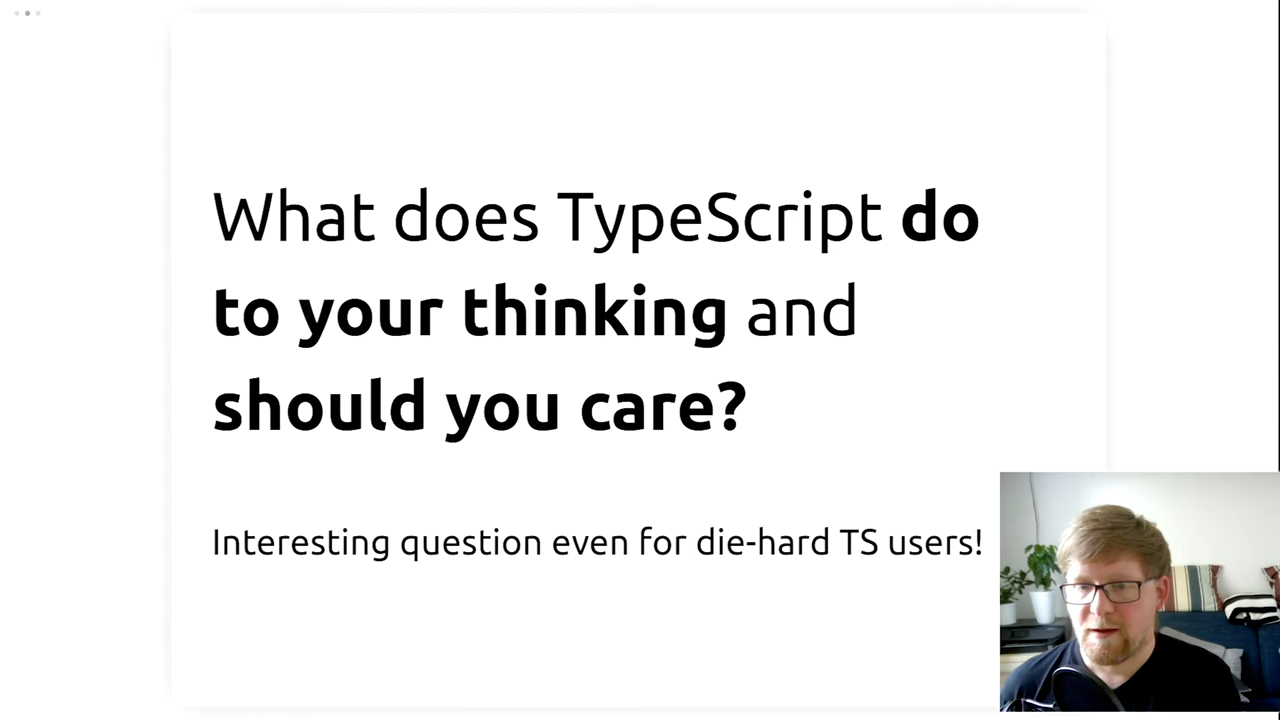 What does TypeScript do
to your thinking and
should you care?
Interesting question even for die-hard TS users!